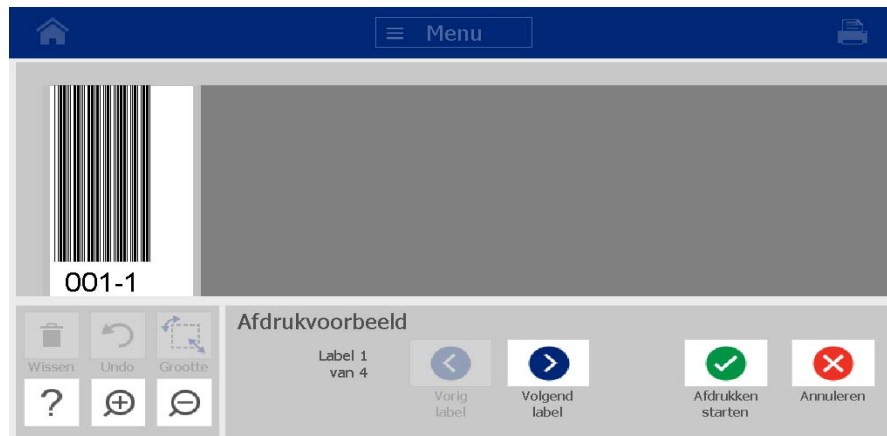 Menu
001-1
Wissen
Undo
Grootte
?
Afdrukvoorbeeld
Label 1
van 4
Vorig
label
Volgend
label
Afdrukken
starten
Annuleren